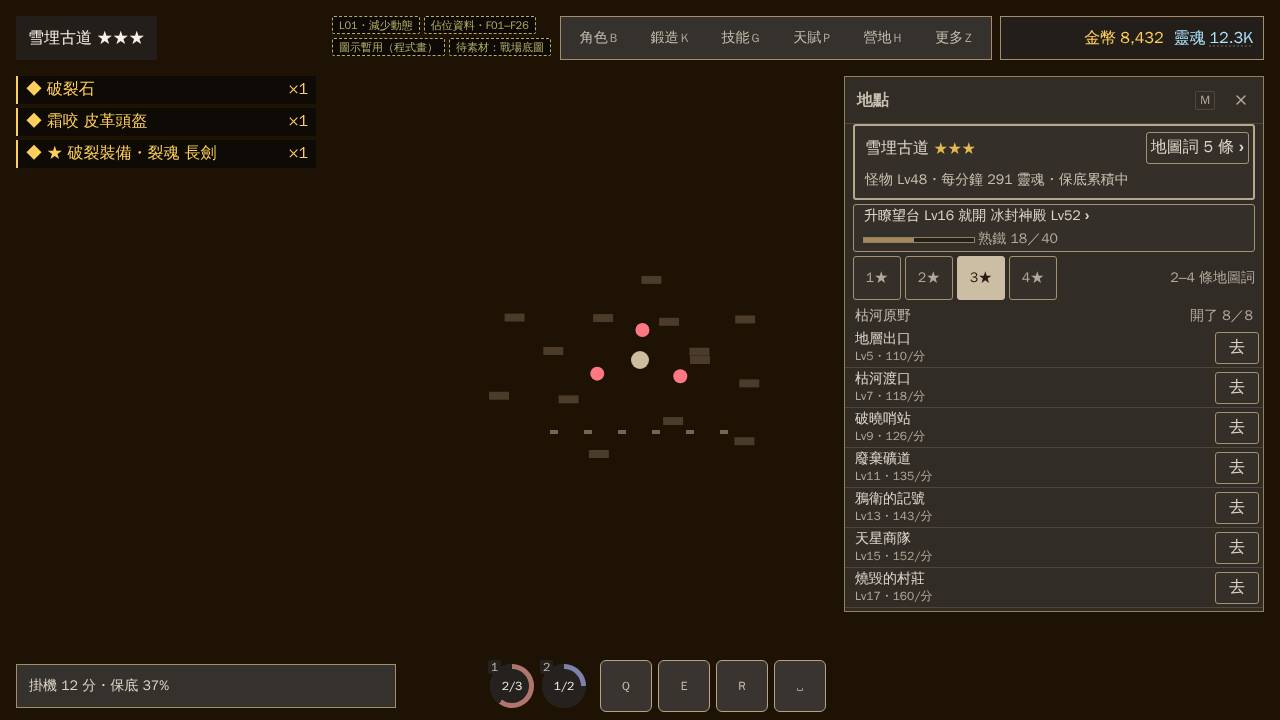 雪埋古道 ★★★
L01・減少動態
佔位資料・F01–F26
圖示暫用（程式畫）
待素材：戰場底圖
角色B 鍛造K 技能G 天賦P 營地H 更多Z
金幣 8,432 靈魂 12.3K
◆ 破裂石 ×1
◆ 霜咬 皮革頭盔 ×1
◆ ★ 破裂裝備・裂魂 長劍 ×1
地點 M ×
雪埋古道 ★★★ 地圖詞 5 條 ›
怪物 Lv48・每分鐘 291 靈魂・保底累積中
升瞭望台 Lv16 就開 冰封神殿 Lv52 ›
熟鐵 18／40
1★ 2★ 3★ 4★ 2–4 條地圖詞
枯河原野 開了 8／8
地層出口 去
Lv5・110/分
枯河渡口 去
Lv7・118/分
破曉哨站 去
Lv9・126/分
廢棄礦道 去
Lv11・135/分
鴉衛的記號 去
Lv13・143/分
天星商隊 去
Lv15・152/分
燒毀的村莊 去
Lv17・160/分
掛機 12 分・保底 37%
1 2/3
2 1/2
Q E R ⎵